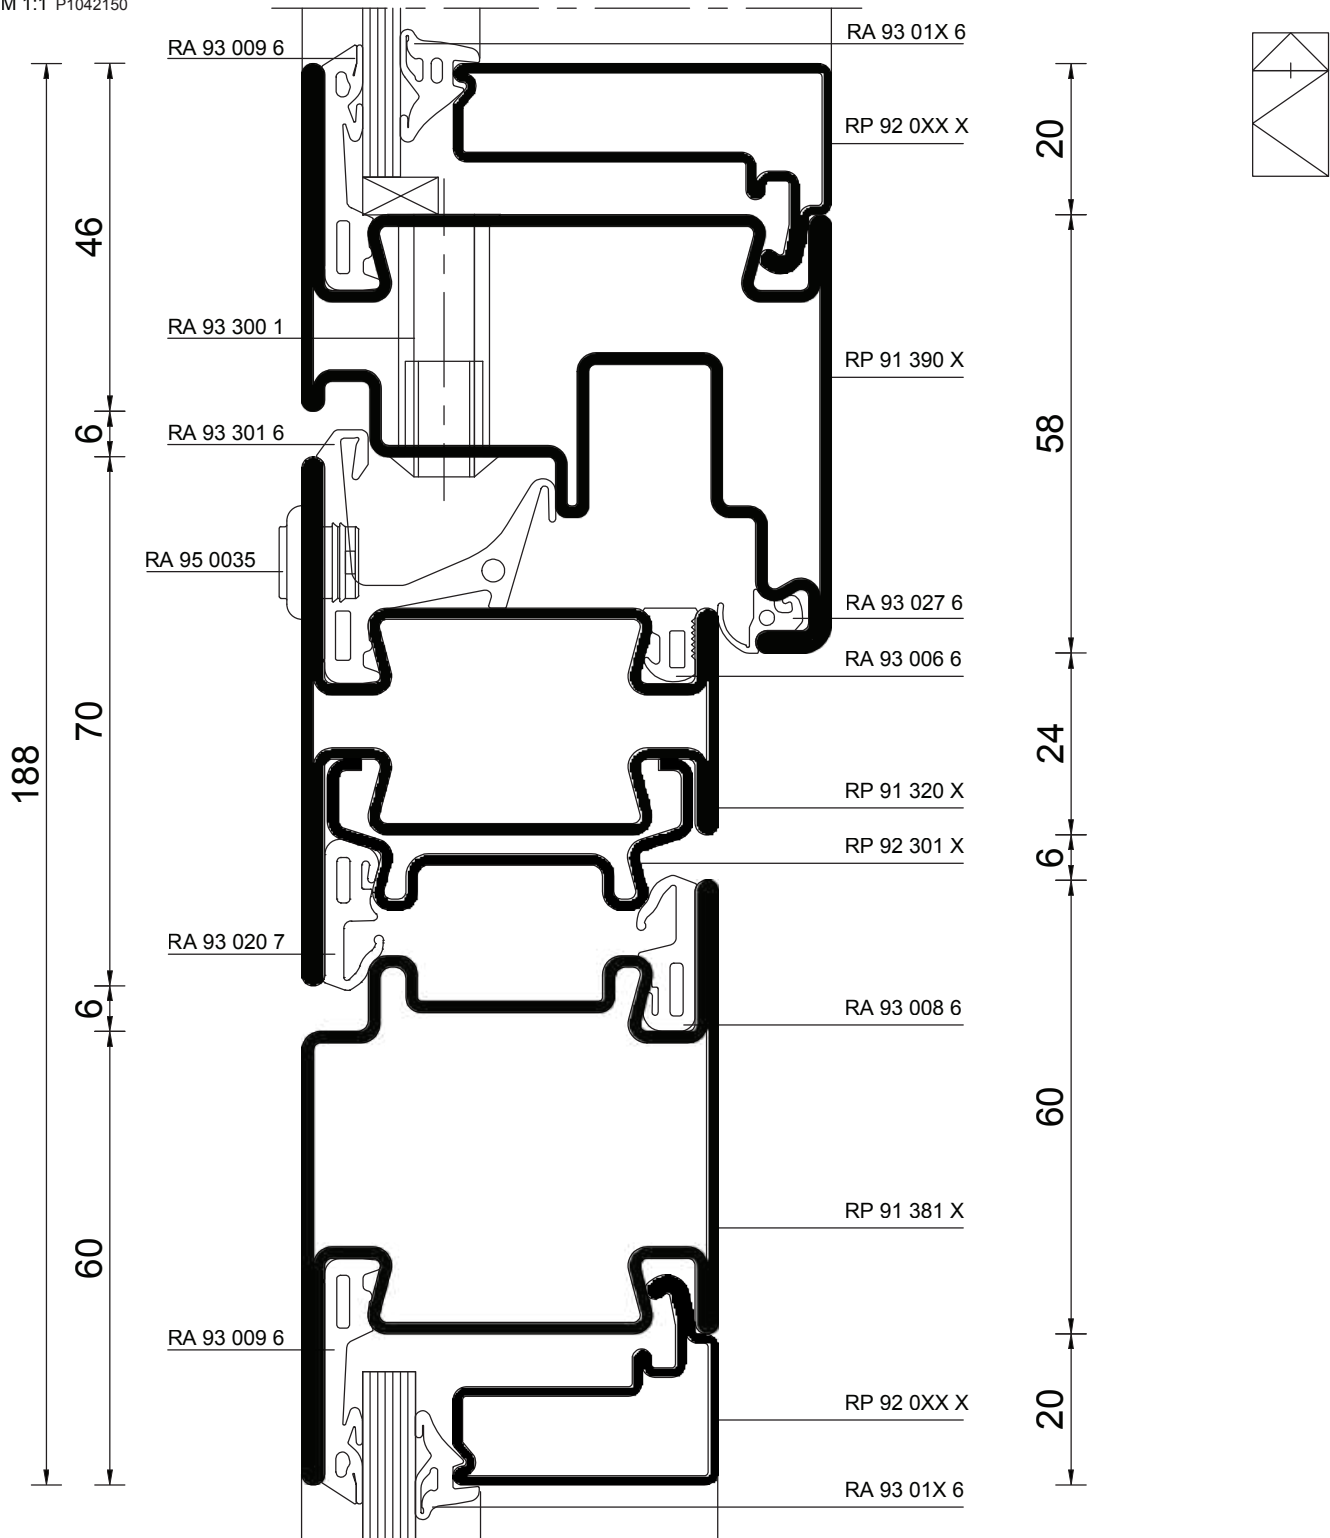 M 1:1 P1042150
RA 93 009 6
RA 93 01X 6
RP 92 0XX X
20
46
RA 93 300 1
RP 91 390 X
58
6
RA 93 301 6
RA 95 0035
RA 93 027 6
RA 93 006 6
70
24
188
RP 91 320 X
RP 92 301 X
6
RA 93 020 7
6
RA 93 008 6
60
RP 91 381 X
60
RA 93 009 6
RP 92 0XX X
20
RA 93 01X 6